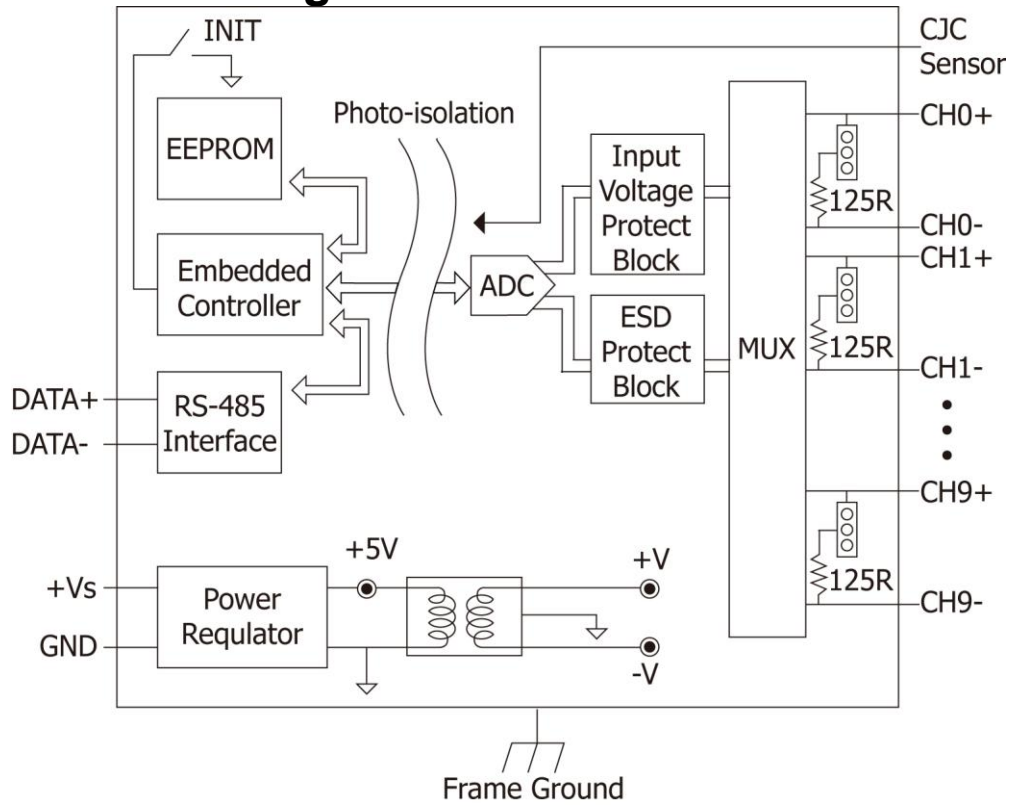 INIT
CJC
Sensor
EEPROM
Photo-isolation
Input
Voltage
Protect
Block
CH0+
125R
CH0-
Embedded
Controller
ADC
CH1+
ESD
Protect
Block
MUX
125R
CH1-
DATA+
DATA-
RS-485
Interface
CH9+
125R
CH9-
+Vs
GND
Power
Requlator
+5V
+V
-V
Frame Ground